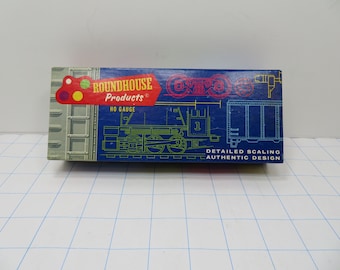 ROUNDHOUSE
Products®
HO GAUGE
DETAILED SCALING
AUTHENTIC DESIGN